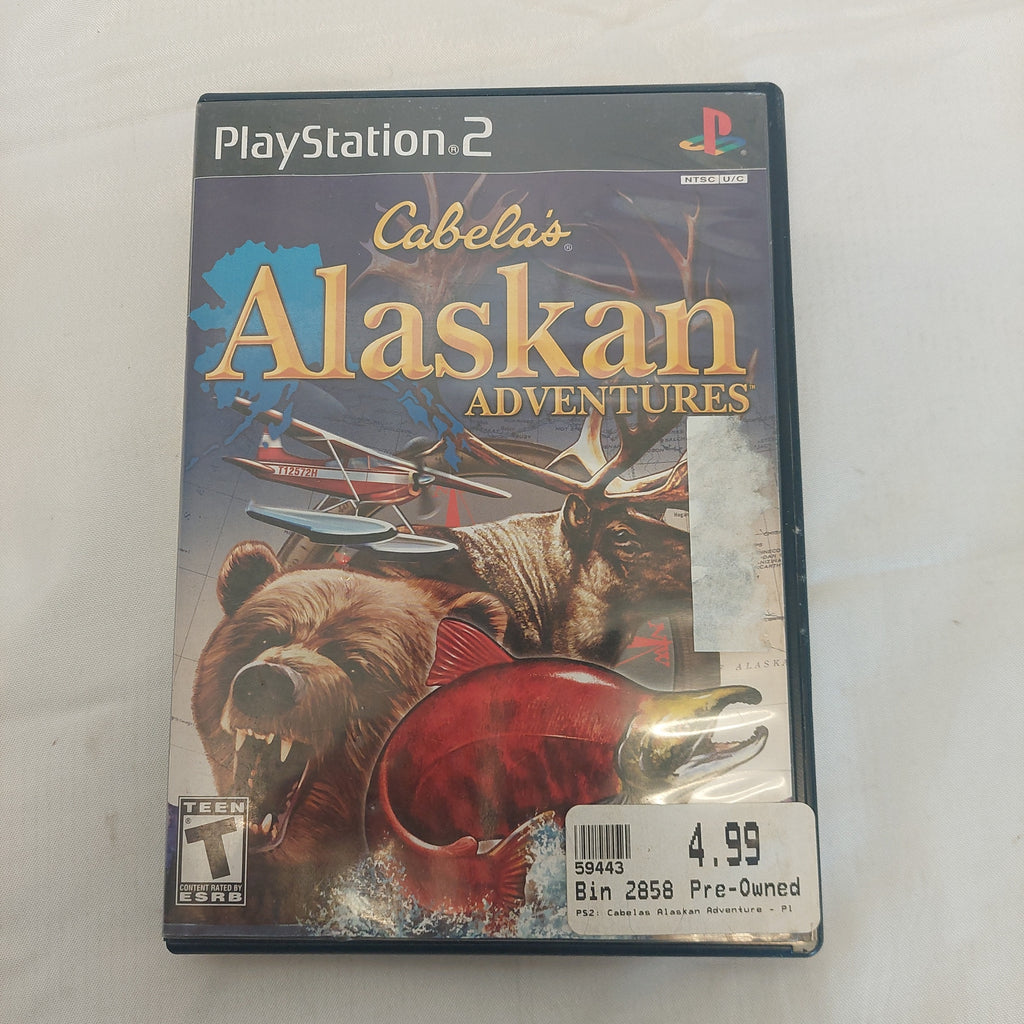 PlayStation®2
NTSC U/C
Cabela's®
Alaskan
ADVENTURES™
T12572H
ALASKA
TEEN
T
®
CONTENT RATED BY
ESRB
4.99
59443
Bin 2858 Pre-Owned
PS2: Cabelas Alaskan Adventure - Pl